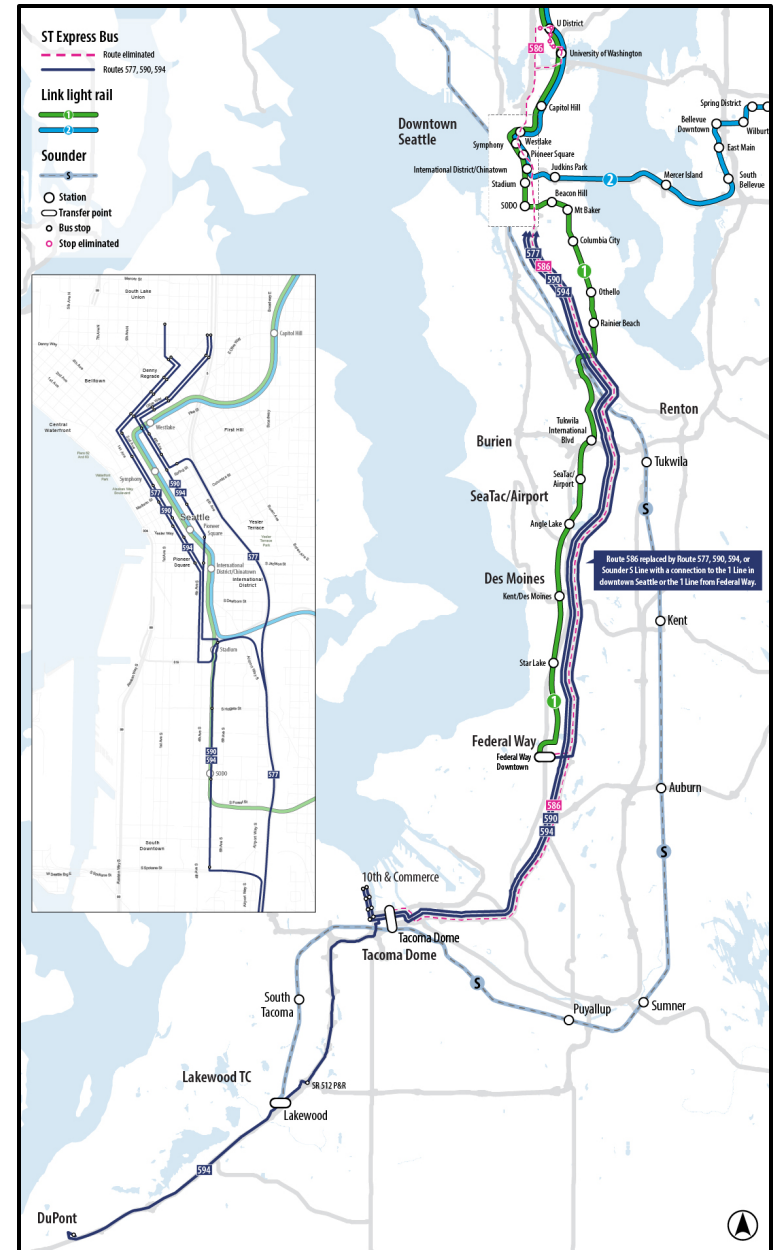 ST Express Bus
Route eliminated
Routes 577, 590, 594
Link light rail
1
2
Sounder
S
Station
Transfer point
Bus stop
Stop eliminated
U District
586
University of Washington
Capitol Hill
Downtown
Seattle
Symphony
Westlake
Pioneer Square
International District/Chinatown
Judkins Park
Stadium
SODO
Beacon Hill
Mt Baker
2
Mercer Island
Spring District
Bellevue
Downtown
Wilburt
East Main
South
Bellevue
Columbia City
577
586
590
594
1
Othello
Rainier Beach
Renton
Tukwila
International
Blvd
Burien
Tukwila
SeaTac/
Airport
SeaTac/Airport
S
Angle Lake
Route 586 replaced by Route 577, 590, 594, or
Sounder S Line with a connection to the 1 Line in
downtown Seattle or the 1 Line from Federal Way.
Des Moines
Kent/Des Moines
Kent
Star Lake
1
Federal Way
Federal Way
Downtown
586
590
594
Auburn
S
10th & Commerce
Tacoma Dome
Tacoma Dome
S
South
Tacoma
Puyallup
Sumner
Lakewood TC
SR 512 P&R
Lakewood
594
DuPont
South Lake
Union
Capitol Hill
Denny Way
Denny
Regrade
Belltown
Central
Waterfront
Westlake
First Hill
Symphony
590
577
594
590
Seattle
Pioneer
Square
Yesler
Terrace
594
577
Pioneer
Square
International
District/Chinatown
International
District
Stadium
590
594
SODO
577
South
Downtown